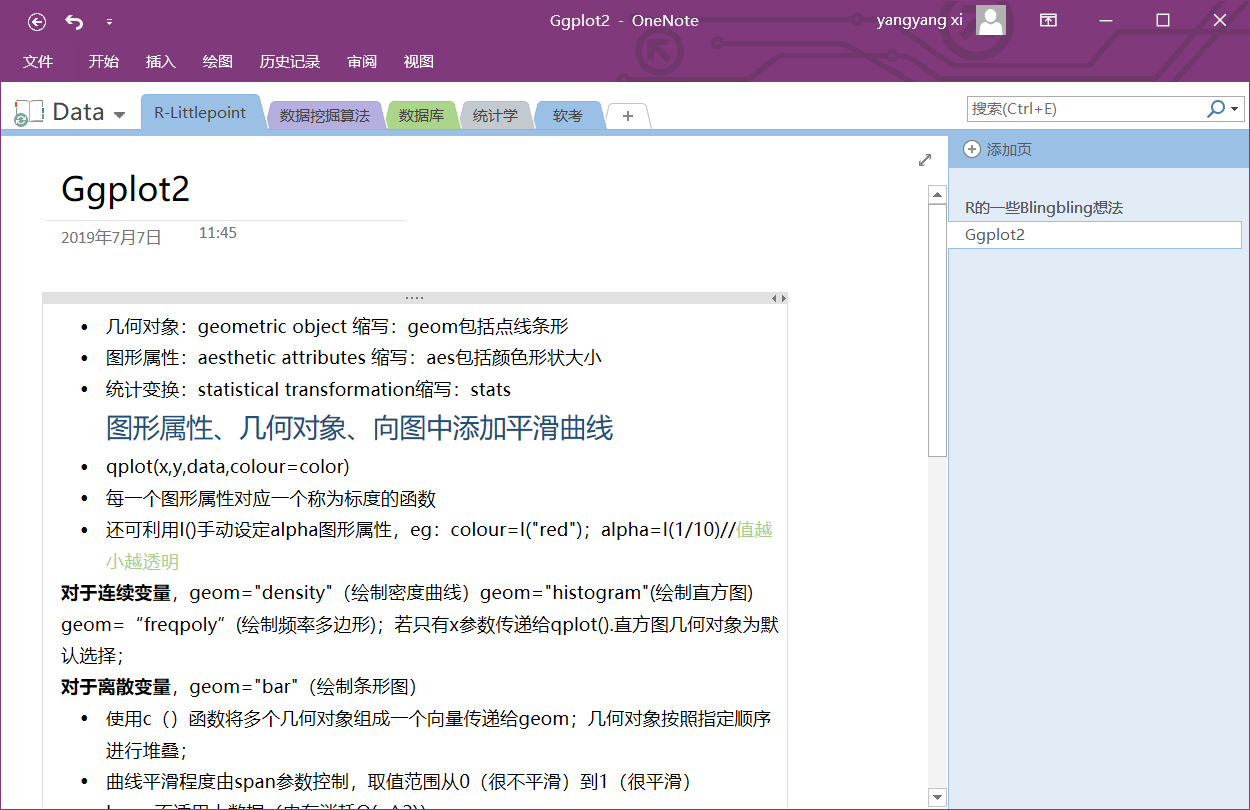 Ggplot2 - OneNote
yangyang xi
文件 开始 插入 绘图 历史记录 审阅 视图
Data
R-Littlepoint 数据挖掘算法 数据库 统计学 软考 +
搜索(Ctrl+E)
添加页
R的一些Blingbling想法
Ggplot2
Ggplot2
2019年7月7日 11:45
• 几何对象：geometric object 缩写：geom包括点线条形
• 图形属性：aesthetic attributes 缩写：aes包括颜色形状大小
• 统计变换：statistical transformation缩写：stats
图形属性、几何对象、向图中添加平滑曲线
• qplot(x,y,data,colour=color)
• 每一个图形属性对应一个称为标度的函数
• 还可利用I()手动设定alpha图形属性，eg：colour=I("red")；alpha=I(1/10)//值越
小越透明
对于连续变量，geom="density"（绘制密度曲线）geom="histogram"(绘制直方图)
geom=“freqpoly”(绘制频率多边形)；若只有x参数传递给qplot().直方图几何对象为默
认选择；
对于离散变量，geom="bar"（绘制条形图）
• 使用c（）函数将多个几何对象组成一个向量传递给geom；几何对象按照指定顺序
进行堆叠；
• 曲线平滑程度由span参数控制，取值范围从0（很不平滑）到1（很平滑）